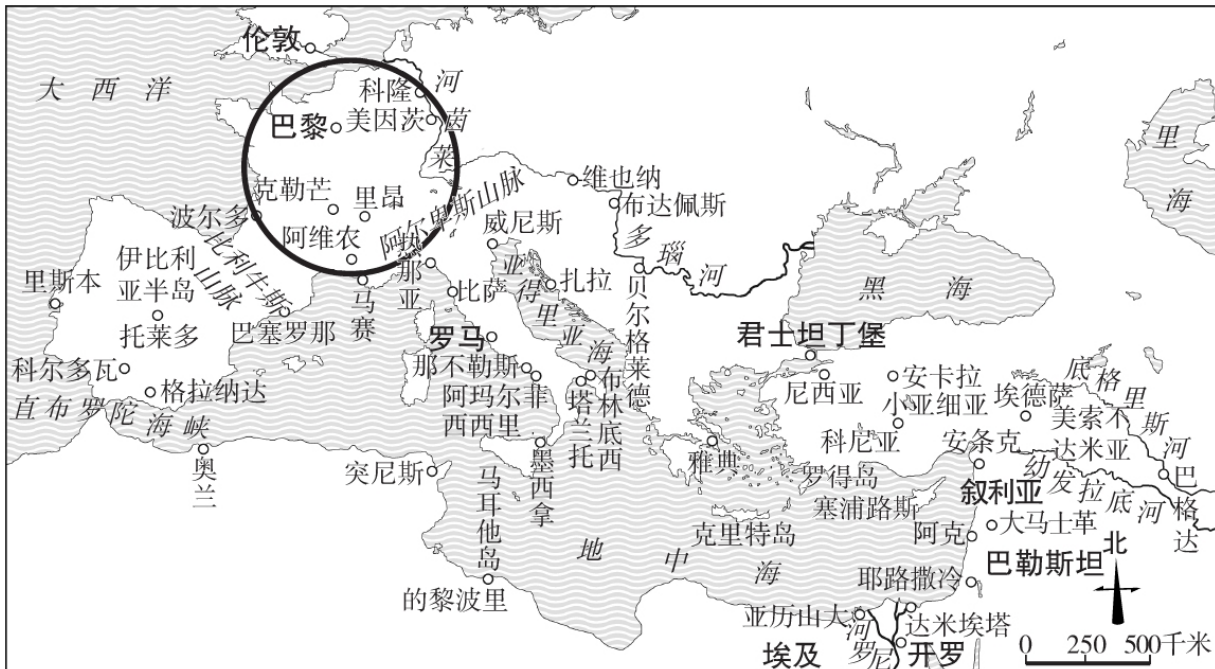 伦敦
大西洋
科隆
美因茨
巴黎
莱茵河
克勒芒
里昂
波尔多
阿维农
阿尔卑斯山脉
维也纳
布达佩斯
威尼斯
热那亚
多瑙河
里海
比利牛斯
山脉
伊比利
亚半岛
里斯本
托莱多
巴塞罗那
马赛
比萨
亚得里亚海
扎拉
贝尔格莱德
黑海
罗马
君士坦丁堡
科尔多瓦
格拉纳达
直布罗陀海峡
奥兰
那不勒斯
阿玛尔非
西西里
塔兰托
布林底西
尼西亚
安卡拉
小亚细亚
埃德萨
底格里斯河
美索不
达米亚
科尼亚
安条克
突尼斯
墨西拿
马耳他岛
雅典
罗得岛
塞浦路斯
叙利亚
幼发拉底河
巴格达
克里特岛
阿克
大马士革
巴勒斯坦
北
地中海
耶路撒冷
的黎波里
亚历山大
达米埃塔
尼罗河
埃及
开罗
0 250 500千米